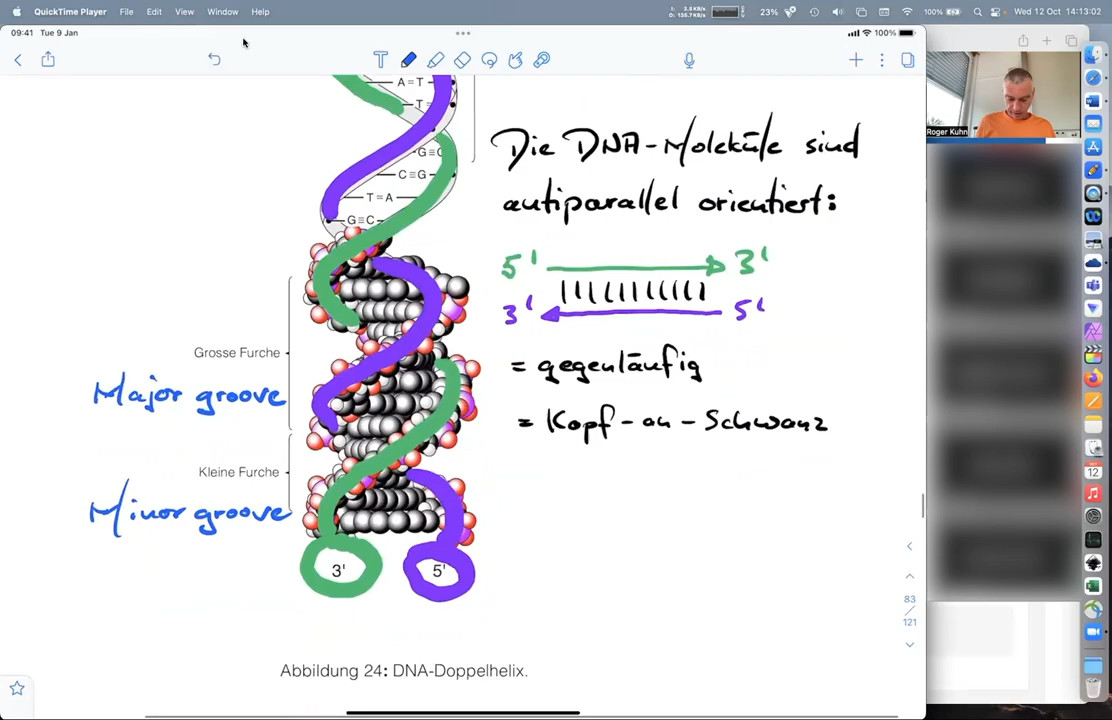 QuickTime Player File Edit View Window Help
23% 100% Wed 12 Oct 14:13:02
09:41 Tue 9 Jan
100%
Roger Kuhn
A=T
T=
G≡C
C≡G
T=A
G≡C
Die DNA-Moleküle sind
antiparallel orientiert:
5' 3'
3' 5'
= gegenläufig
= Kopf-an-Schwanz
Grosse Furche
Major groove
Kleine Furche
Minor groove
3' 5'
83
/
121
Abbildung 24: DNA-Doppelhelix.